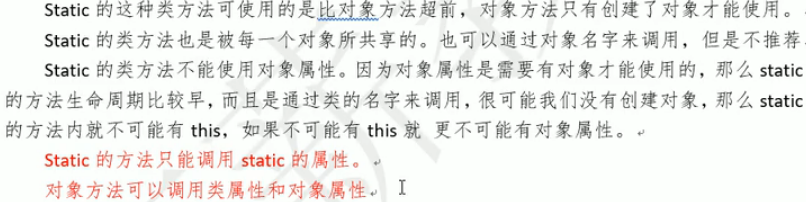 Static 的这种类方法可使用的是比对象方法超前，对象方法只有创建了对象才能使用。
Static 的类方法也是被每一个对象所共享的。也可以通过对象名字来调用，但是不推荐
Static 的类方法不能使用对象属性。因为对象属性是需要有对象才能使用的，那么 static
的方法生命周期比较早，而且是通过类的名字来调用，很可能我们没有创建对象，那么 static
的方法内就不可能有 this，如果不可能有 this 就 更不可能有对象属性。
Static 的方法只能调用 static 的属性。
对象方法可以调用类属性和对象属性